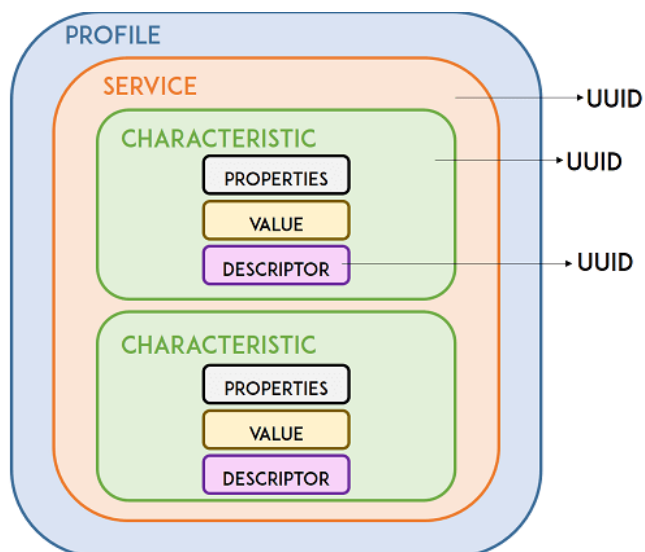 PROFILE
SERVICE
UUID
CHARACTERISTIC
UUID
PROPERTIES
VALUE
DESCRIPTOR
UUID
CHARACTERISTIC
PROPERTIES
VALUE
DESCRIPTOR